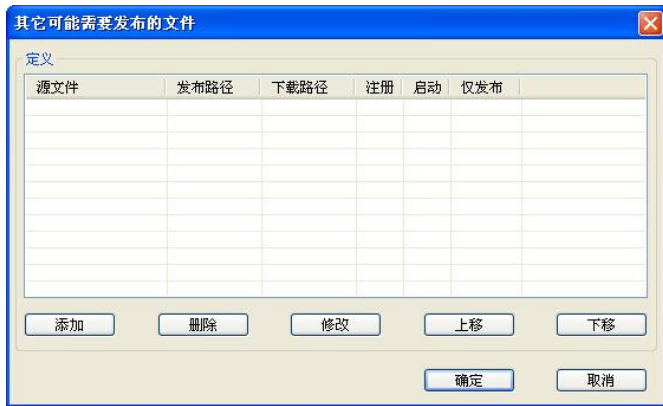 其它可能需要发布的文件
定义
源文件 发布路径 下载路径 注册 启动 仅发布
添加 删除 修改 上移 下移
确定 取消